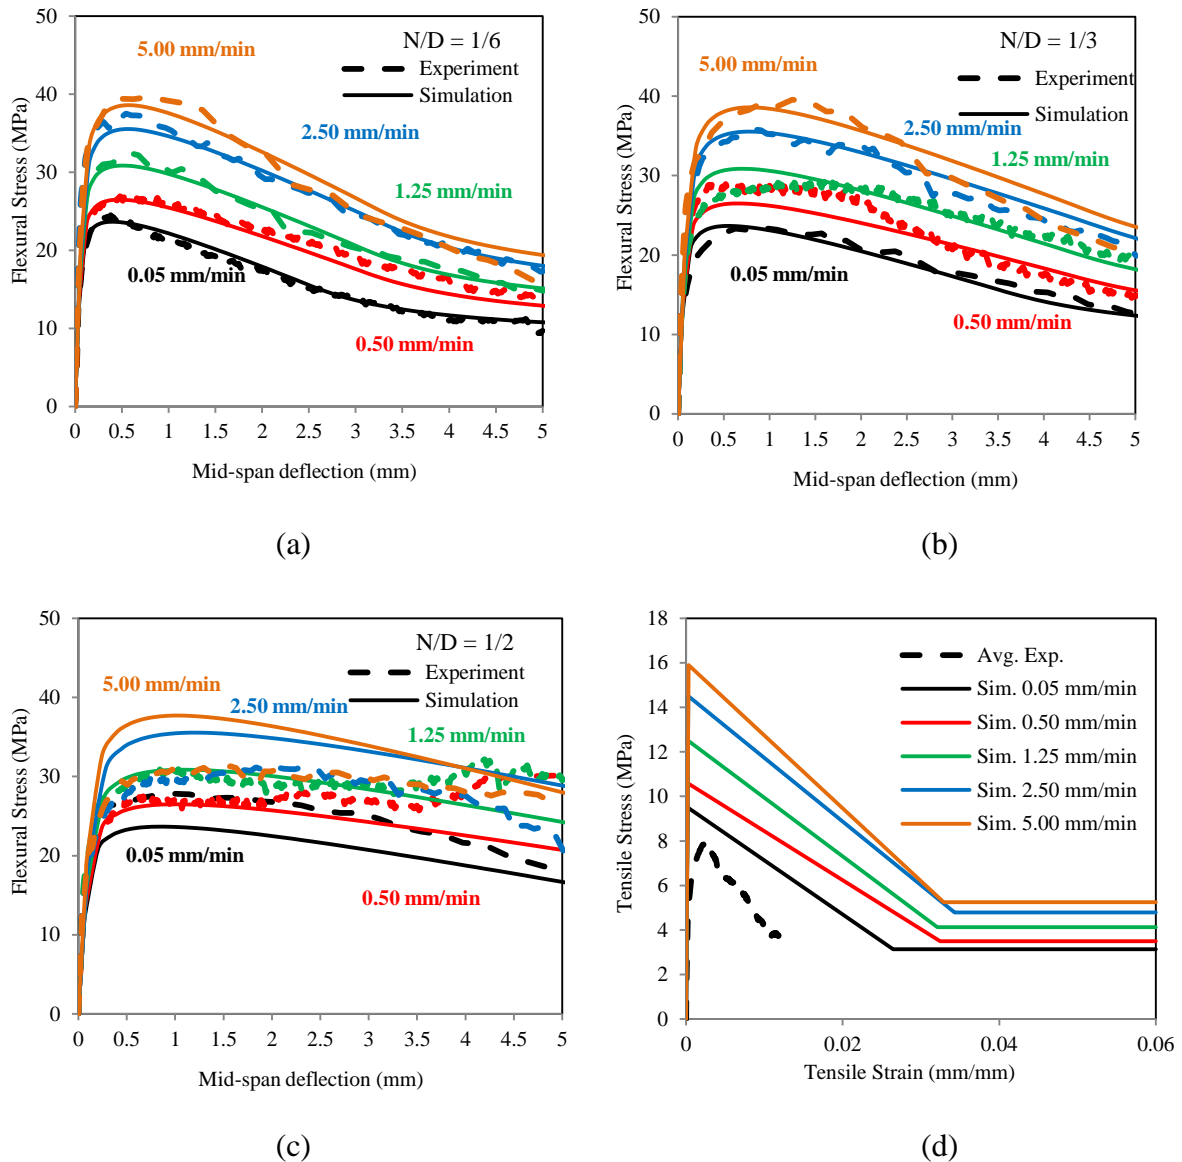 50
40
30
20
10
0
Flexural Stress (MPa)
N/D = 1/6
5.00 mm/min
Experiment
Simulation
2.50 mm/min
1.25 mm/min
0.05 mm/min
0.50 mm/min
0 0.5 1 1.5 2 2.5 3 3.5 4 4.5 5
Mid-span deflection (mm)
(a)
50
40
30
20
10
0
Flexural Stress (MPa)
N/D = 1/3
5.00 mm/min
Experiment
Simulation
2.50 mm/min
1.25 mm/min
0.05 mm/min
0.50 mm/min
0 0.5 1 1.5 2 2.5 3 3.5 4 4.5 5
Mid-span deflection (mm)
(b)
50
40
30
20
10
0
Flexural Stress (MPa)
N/D = 1/2
Experiment
5.00 mm/min
Simulation
2.50 mm/min
1.25 mm/min
0.05 mm/min
0.50 mm/min
0 0.5 1 1.5 2 2.5 3 3.5 4 4.5 5
Mid-span deflection (mm)
(c)
18
16
14
12
10
8
6
4
2
0
Tensile Stress (MPa)
Avg. Exp.
Sim. 0.05 mm/min
Sim. 0.50 mm/min
Sim. 1.25 mm/min
Sim. 2.50 mm/min
Sim. 5.00 mm/min
0 0.02 0.04 0.06
Tensile Strain (mm/mm)
(d)